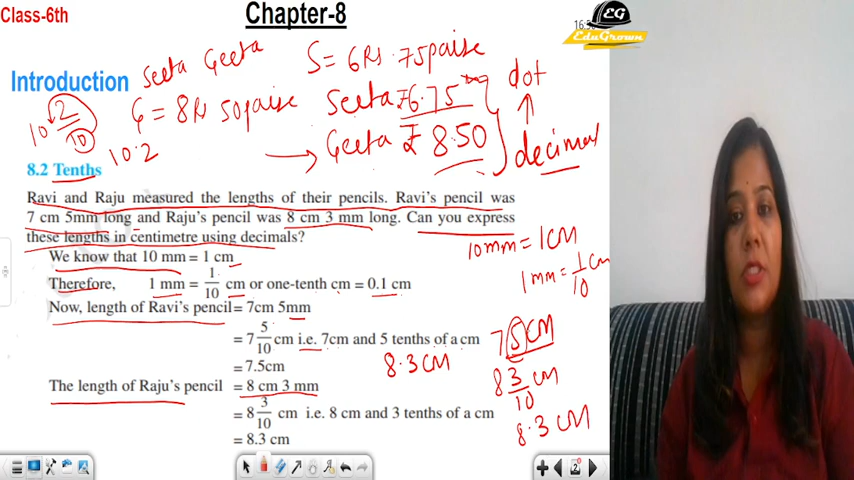 Class-6th
Chapter-8
EG
EduGrown
Introduction
Seeta Geeta
S = 6Rs .75paise
G = 8Rs 50paise
Seeta ₹6.75
Geeta ₹ 8.50
dot
decimal
10 2/10
10.2
8.2 Tenths
Ravi and Raju measured the lengths of their pencils. Ravi's pencil was
7 cm 5mm long and Raju's pencil was 8 cm 3 mm long. Can you express
these lengths in centimetre using decimals?
We know that 10 mm = 1 cm
Therefore, 1 mm = 1/10 cm or one-tenth cm = 0.1 cm
Now, length of Ravi's pencil = 7cm 5mm
= 7 5/10 cm i.e. 7cm and 5 tenths of a cm
= 7.5cm
The length of Raju's pencil = 8 cm 3 mm
= 8 3/10 cm i.e. 8 cm and 3 tenths of a cm
= 8.3 cm
10mm = 1CM
1mm = 1/10 cm
7.5 CM
8.3 CM
8 3/10 CM
8.3 CM
2